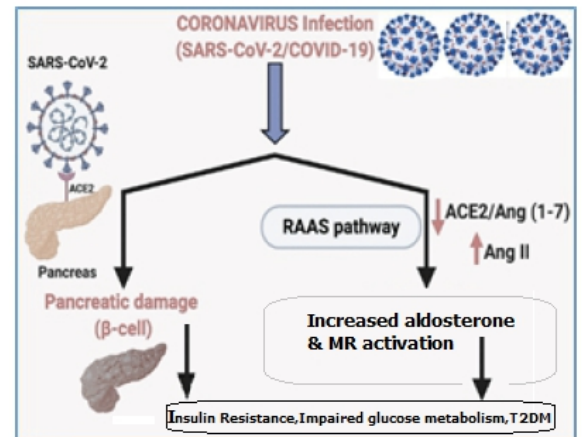 CORONAVIRUS Infection
(SARS-CoV-2/COVID-19)
SARS-CoV-2
ACE2
Pancreas
RAAS pathway
ACE2/Ang (1-7)
Ang II
Pancreatic damage
(β-cell)
Increased aldosterone
& MR activation
Insulin Resistance,Impaired glucose metabolism,T2DM